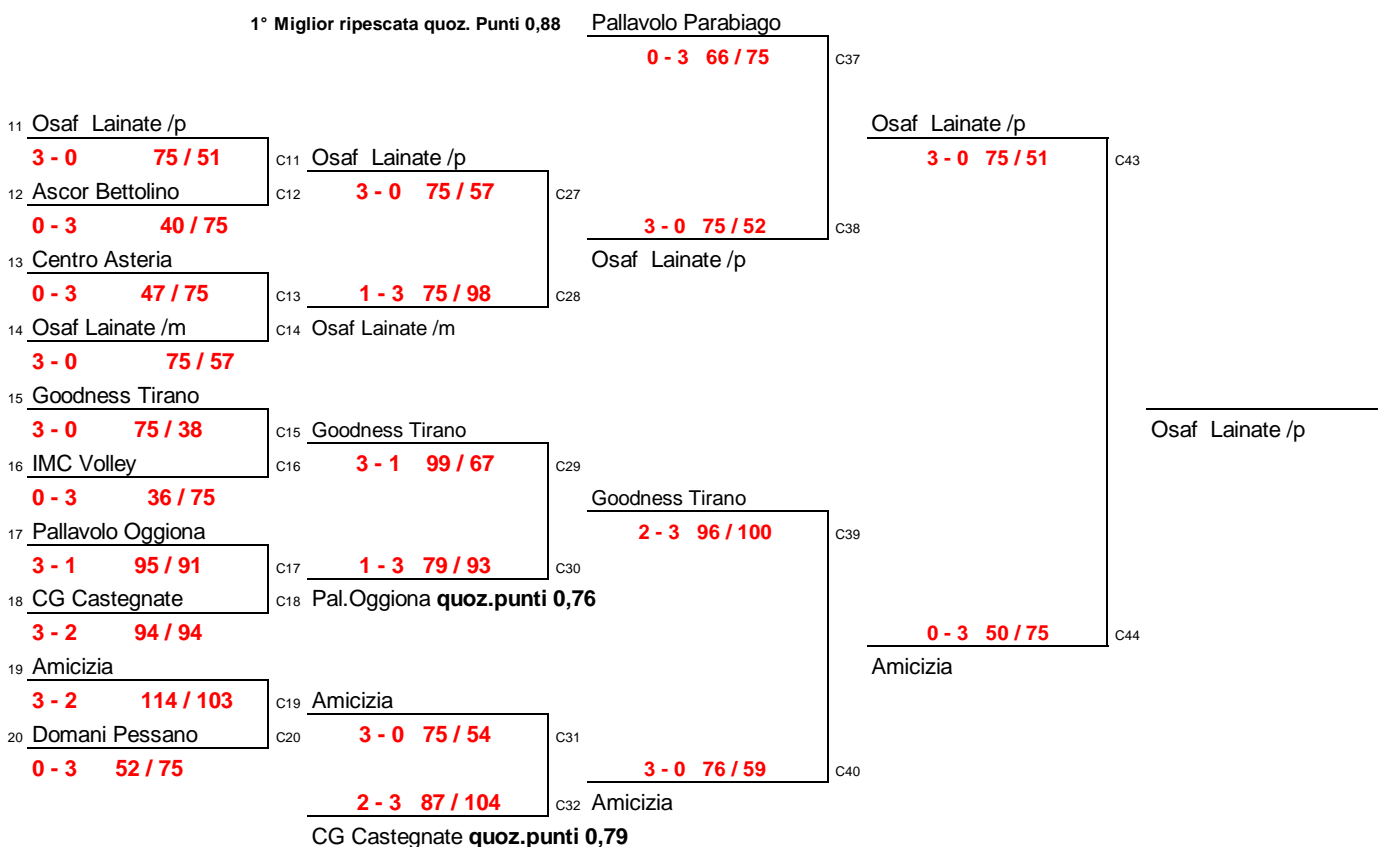 1° Miglior ripescata quoz. Punti 0,88 Pallavolo Parabiago
0 - 3 66 / 75 C37
11 Osaf Lainate /p Osaf Lainate /p
3 - 0 75 / 51 C11 Osaf Lainate /p 3 - 0 75 / 51 C43
12 Ascor Bettolino C12 3 - 0 75 / 57 C27
0 - 3 40 / 75 3 - 0 75 / 52 C38
13 Centro Asteria Osaf Lainate /p
0 - 3 47 / 75 C13 1 - 3 75 / 98 C28
14 Osaf Lainate /m C14 Osaf Lainate /m
3 - 0 75 / 57
15 Goodness Tirano
3 - 0 75 / 38 C15 Goodness Tirano Osaf Lainate /p
16 IMC Volley C16 3 - 1 99 / 67 C29
0 - 3 36 / 75 Goodness Tirano
17 Pallavolo Oggiona 2 - 3 96 / 100 C39
3 - 1 95 / 91 C17 1 - 3 79 / 93 C30
18 CG Castegnate C18 Pal.Oggiona quoz.punti 0,76
3 - 2 94 / 94 0 - 3 50 / 75 C44
19 Amicizia Amicizia
3 - 2 114 / 103 C19 Amicizia
20 Domani Pessano C20 3 - 0 75 / 54 C31
0 - 3 52 / 75 3 - 0 76 / 59 C40
2 - 3 87 / 104 C32 Amicizia
CG Castegnate quoz.punti 0,79